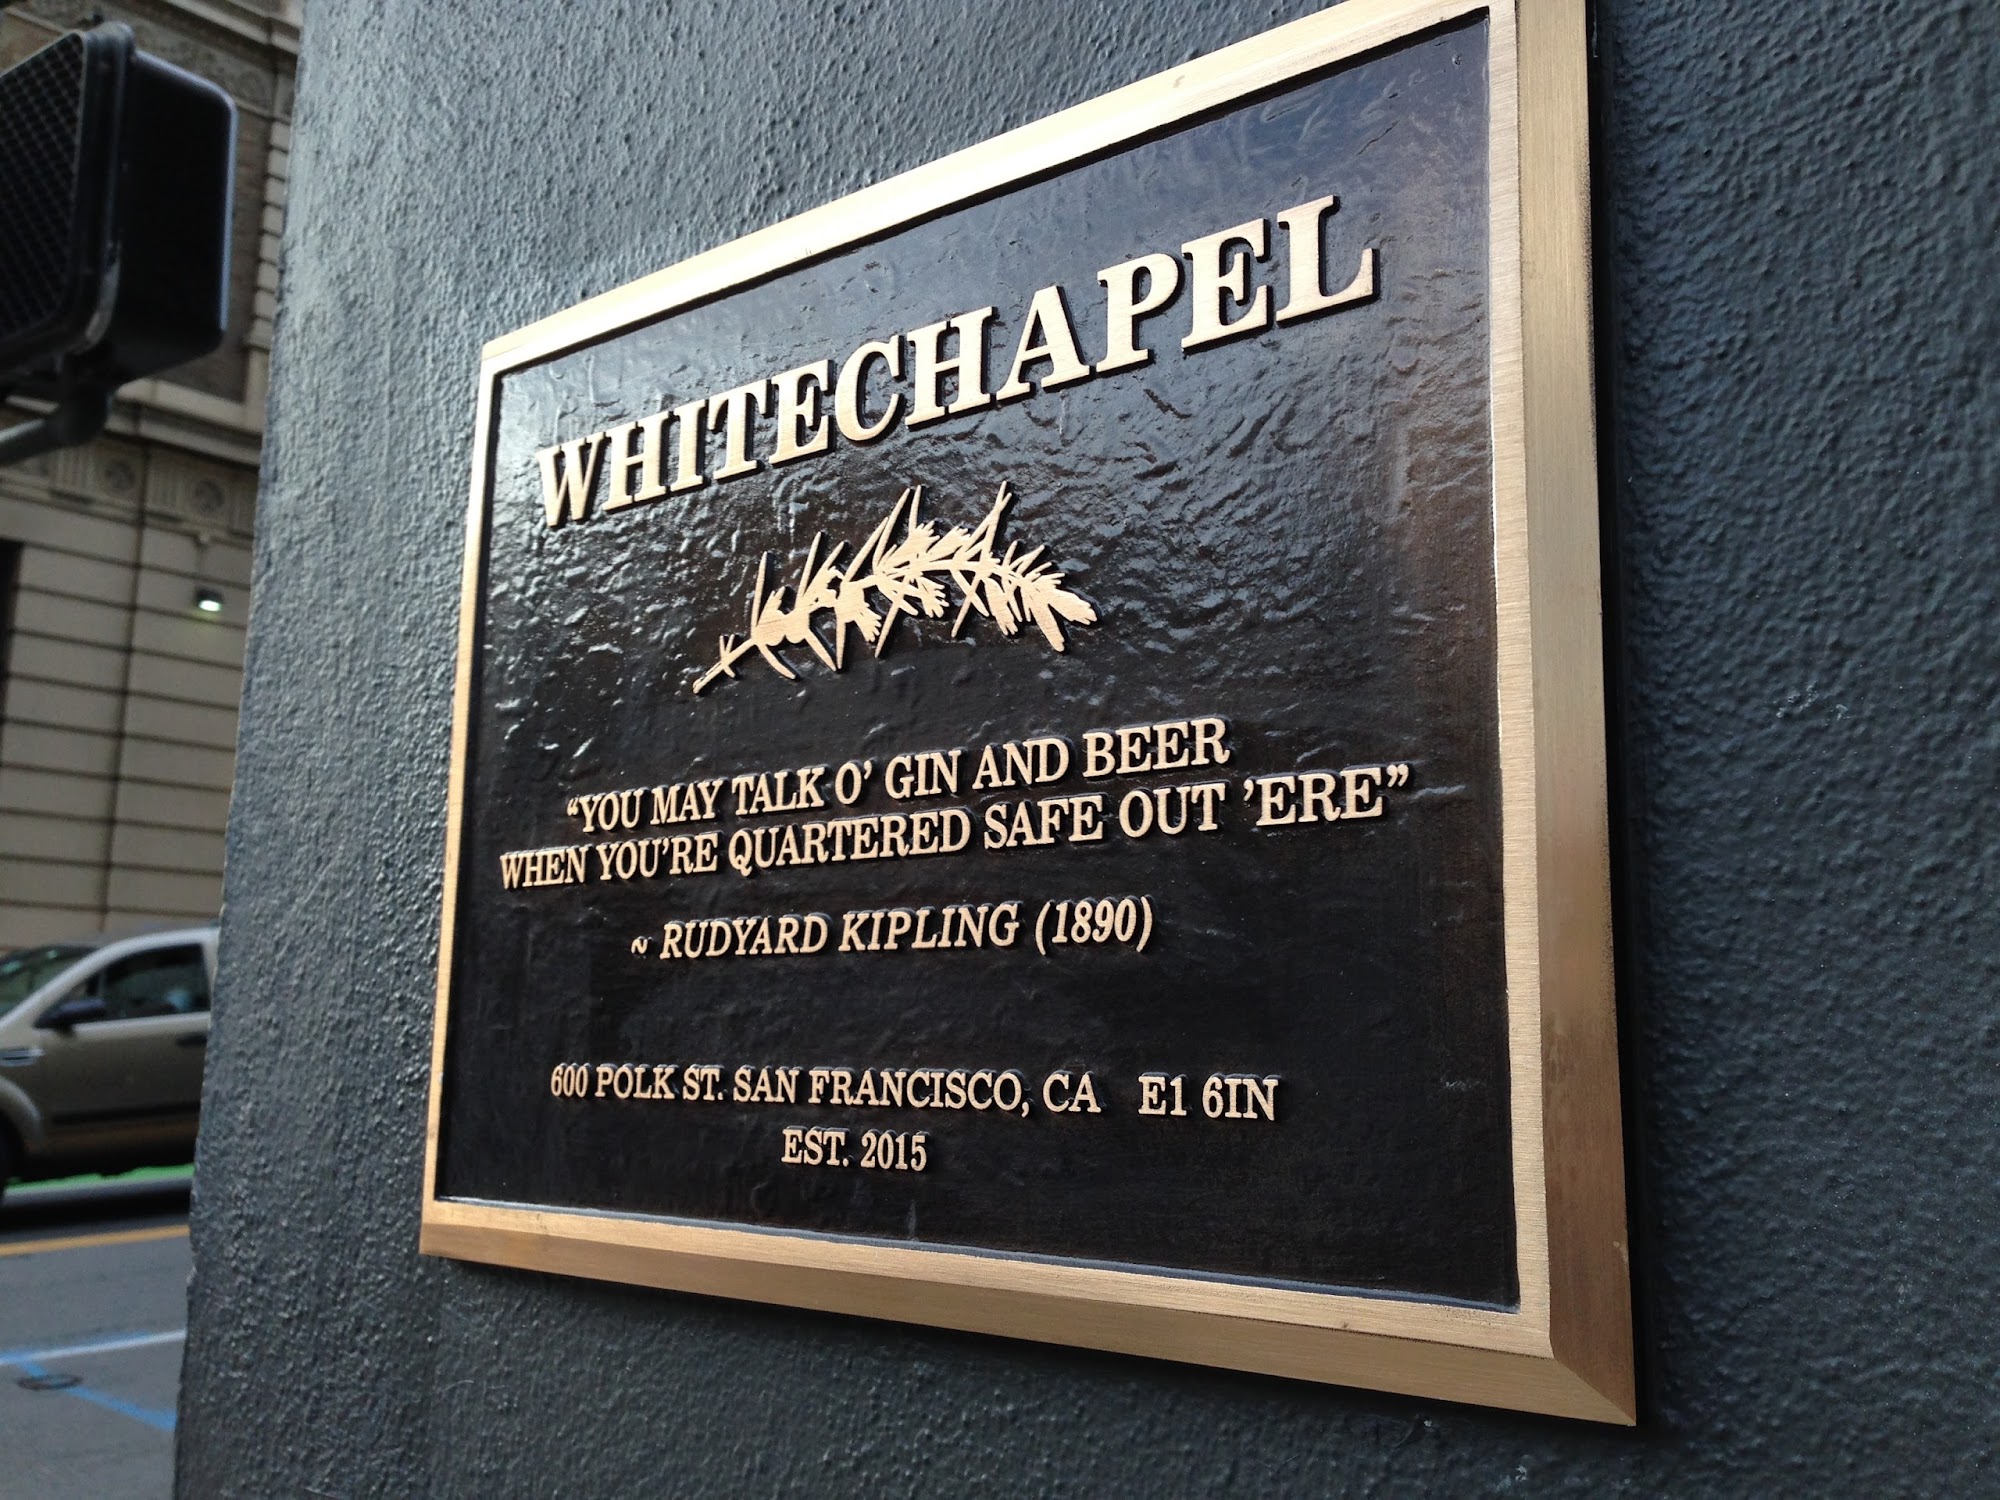 WHITECHAPEL
“YOU MAY TALK O’ GIN AND BEER
WHEN YOU’RE QUARTERED SAFE OUT ’ERE”
~ RUDYARD KIPLING (1890)
600 POLK ST. SAN FRANCISCO, CA E1 6IN
EST. 2015